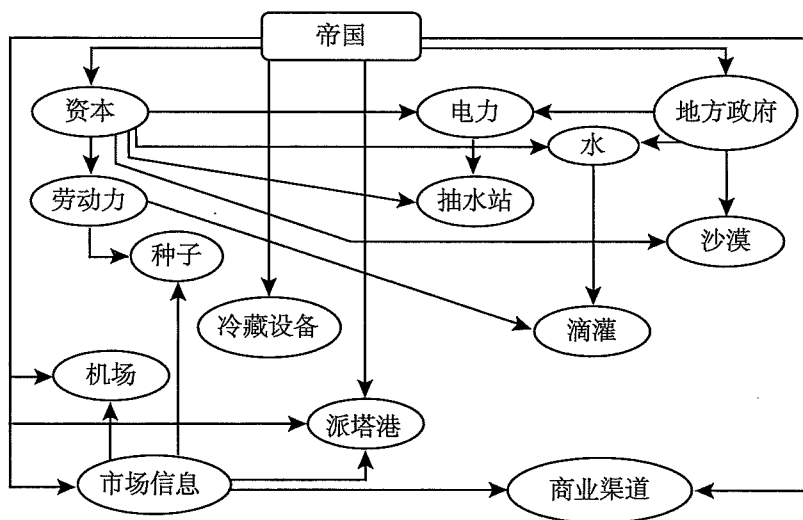 帝国
资本
电力
地方政府
水
劳动力
抽水站
沙漠
种子
冷藏设备
滴灌
机场
派塔港
市场信息
商业渠道